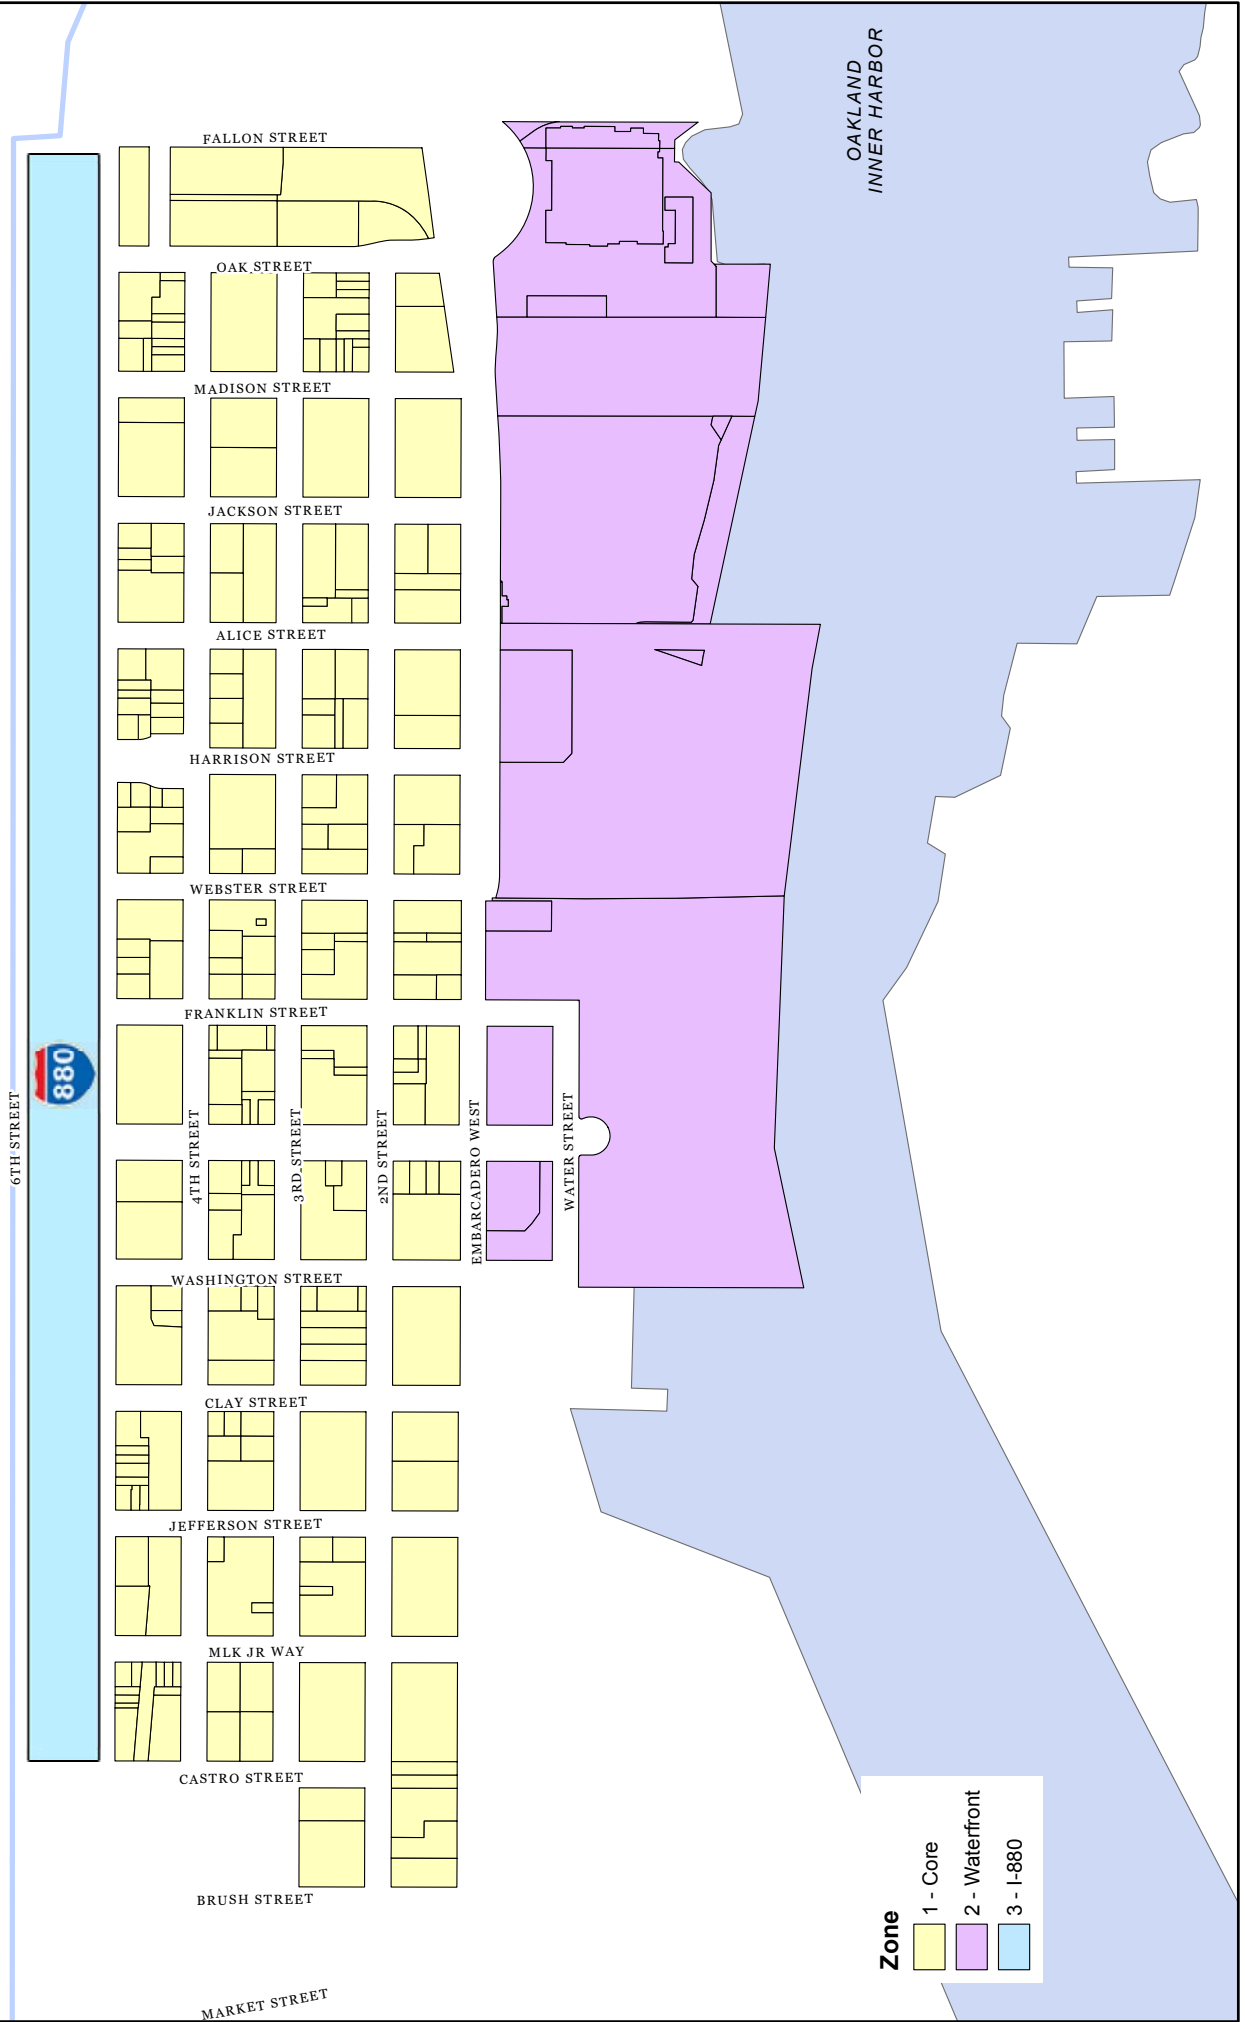 FALLON STREET
OAKLAND
INNER HARBOR
OAK STREET
MADISON STREET
JACKSON STREET
ALICE STREET
HARRISON STREET
WEBSTER STREET
FRANKLIN STREET
880
6TH STREET
4TH STREET
3RD STREET
2ND STREET
EMBARCADERO WEST
WATER STREET
WASHINGTON STREET
CLAY STREET
JEFFERSON STREET
MLK JR WAY
CASTRO STREET
BRUSH STREET
MARKET STREET
Zone
1 - Core
2 - Waterfront
3 - I-880